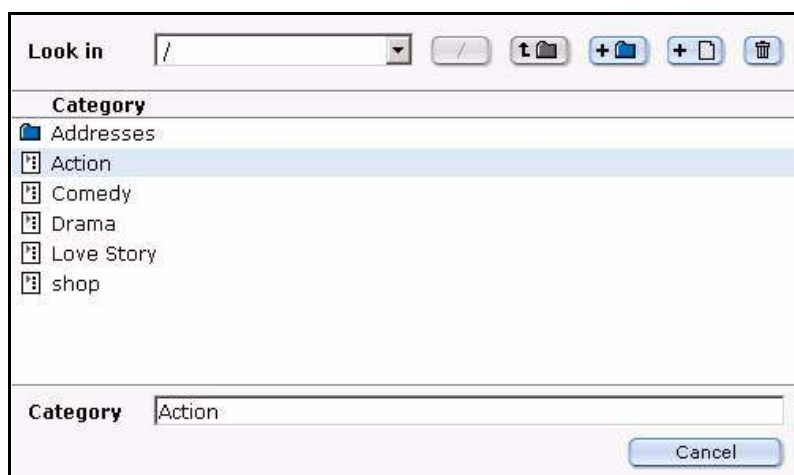 Look in / /
Category
Addresses
Action
Comedy
Drama
Love Story
shop
Category Action
Cancel